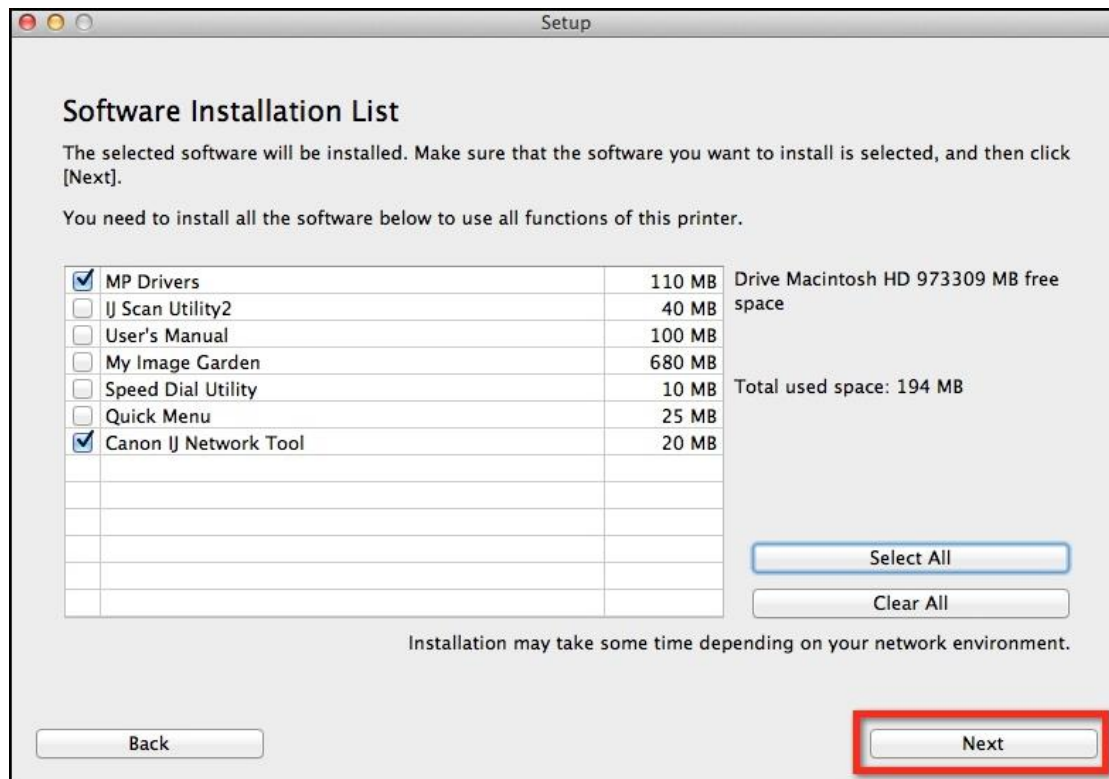 Setup
Software Installation List
The selected software will be installed. Make sure that the software you want to install is selected, and then click
[Next].
You need to install all the software below to use all functions of this printer.
MP Drivers 110 MB
IJ Scan Utility2 40 MB
User's Manual 100 MB
My Image Garden 680 MB
Speed Dial Utility 10 MB
Quick Menu 25 MB
Canon IJ Network Tool 20 MB
Drive Macintosh HD 973309 MB free
space
Total used space: 194 MB
Select All
Clear All
Installation may take some time depending on your network environment.
Back
Next